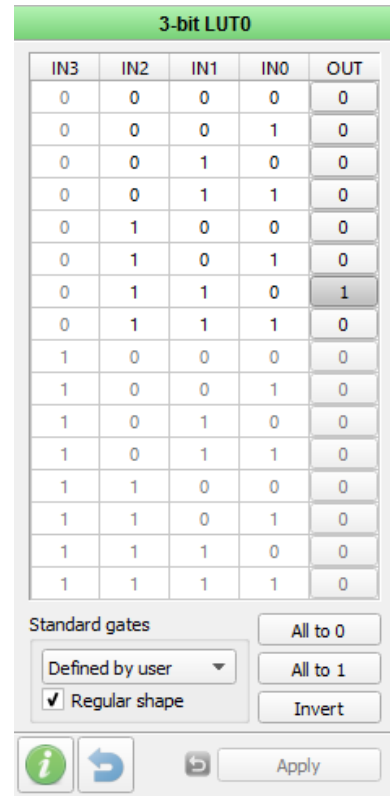 3-bit LUT0
IN3 IN2 IN1 IN0 OUT
0 0 0 0 0
0 0 0 1 0
0 0 1 0 0
0 0 1 1 0
0 1 0 0 0
0 1 0 1 0
0 1 1 0 1
0 1 1 1 0
1 0 0 0 0
1 0 0 1 0
1 0 1 0 0
1 0 1 1 0
1 1 0 0 0
1 1 0 1 0
1 1 1 0 0
1 1 1 1 0
Standard gates
All to 0
Defined by user
All to 1
Regular shape
Invert
Apply